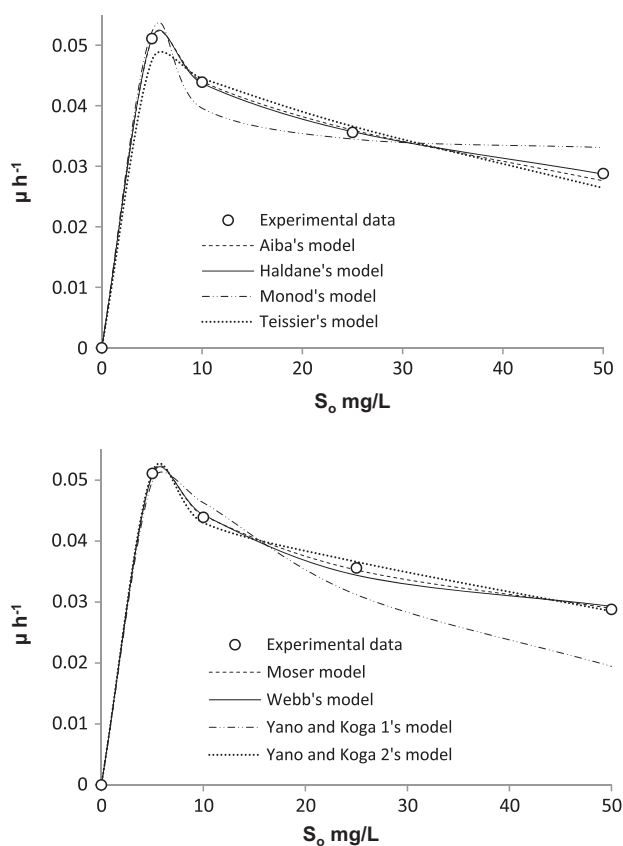 0.05
0.04
0.03
0.02
0.01
0
µ h-1
Experimental data
Aiba's model
Haldane's model
Monod's model
Teissier's model
0 10 20 30 40 50
So mg/L
0.05
0.04
0.03
0.02
0.01
0
µ h-1
Experimental data
Moser model
Webb's model
Yano and Koga 1's model
Yano and Koga 2's model
0 10 20 30 40 50
So mg/L